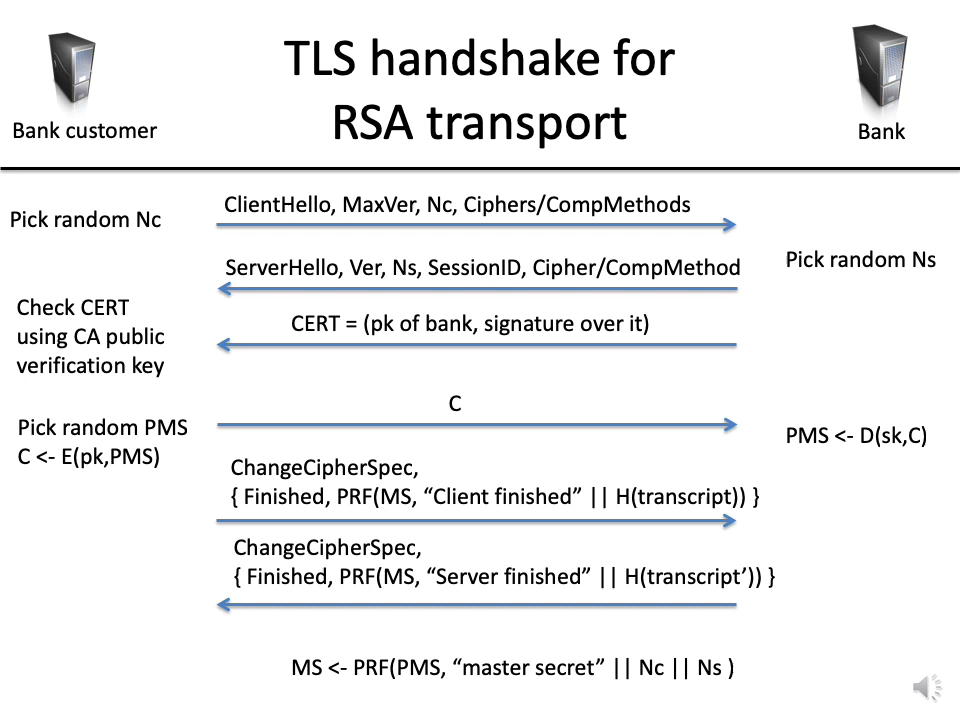 TLS handshake for
RSA transport
Bank customer
Bank
Pick random Nc
ClientHello, MaxVer, Nc, Ciphers/CompMethods
Pick random Ns
ServerHello, Ver, Ns, SessionID, Cipher/CompMethod
Check CERT
using CA public
verification key
CERT = (pk of bank, signature over it)
C
Pick random PMS
C <- E(pk,PMS)
PMS <- D(sk,C)
ChangeCipherSpec,
{ Finished, PRF(MS, “Client finished” || H(transcript)) }
ChangeCipherSpec,
{ Finished, PRF(MS, “Server finished” || H(transcript’)) }
MS <- PRF(PMS, “master secret” || Nc || Ns )